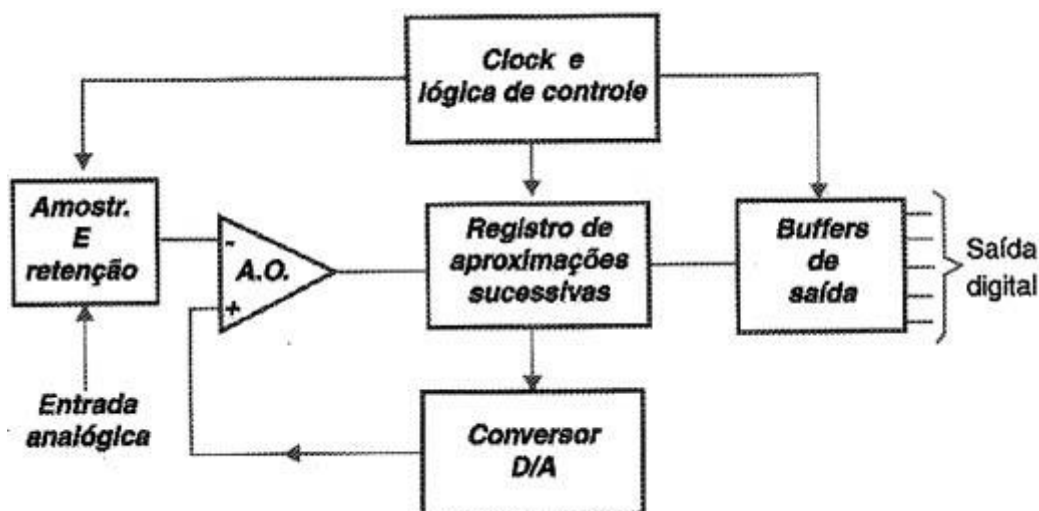 Clock e
lógica de controle
Amostr.
E
retenção
-
A.O.
+
Registro de
aproximações
sucessivas
Buffers
de
saída
Saída
digital
Entrada
analógica
Conversor
D/A